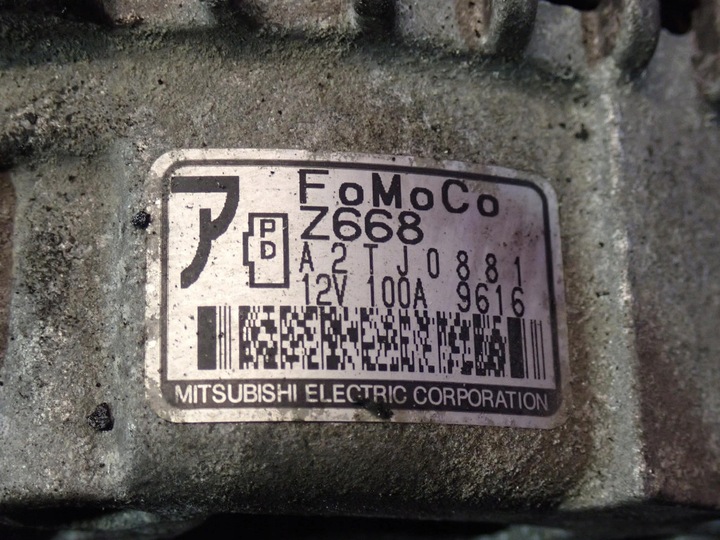 FoMoCo
ア
PD
Z668
A2TJ0881
12V 100A 9616
MITSUBISHI ELECTRIC CORPORATION